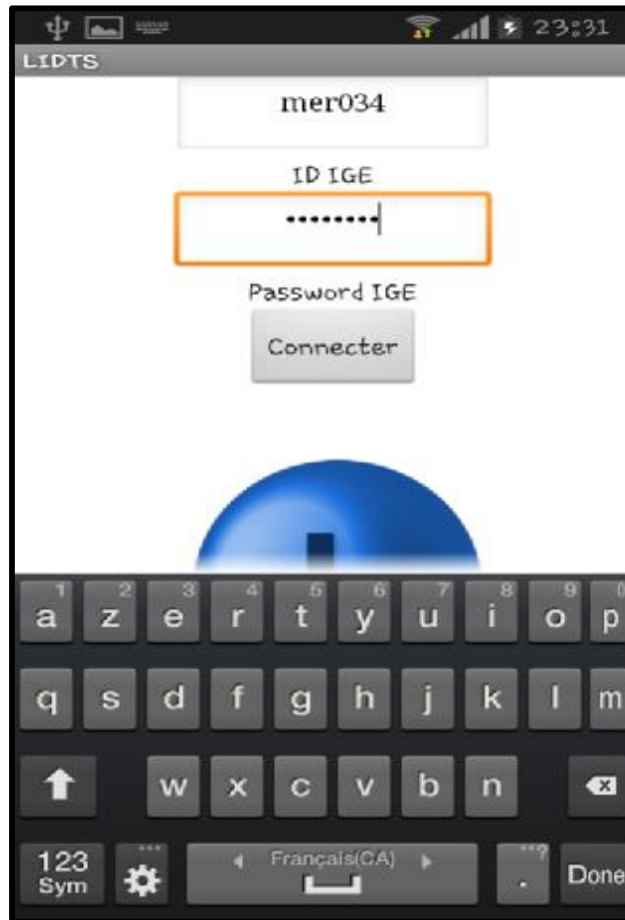 23:31
LIDTS
mer034
ID IGE
••••••••
Password IGE
Connecter
1 2 3 4 5 6 7 8 9 0
a z e r t y u i o p
q s d f g h j k l m
w x c v b n
123 Sym
Français(CA)
. ...?
Done